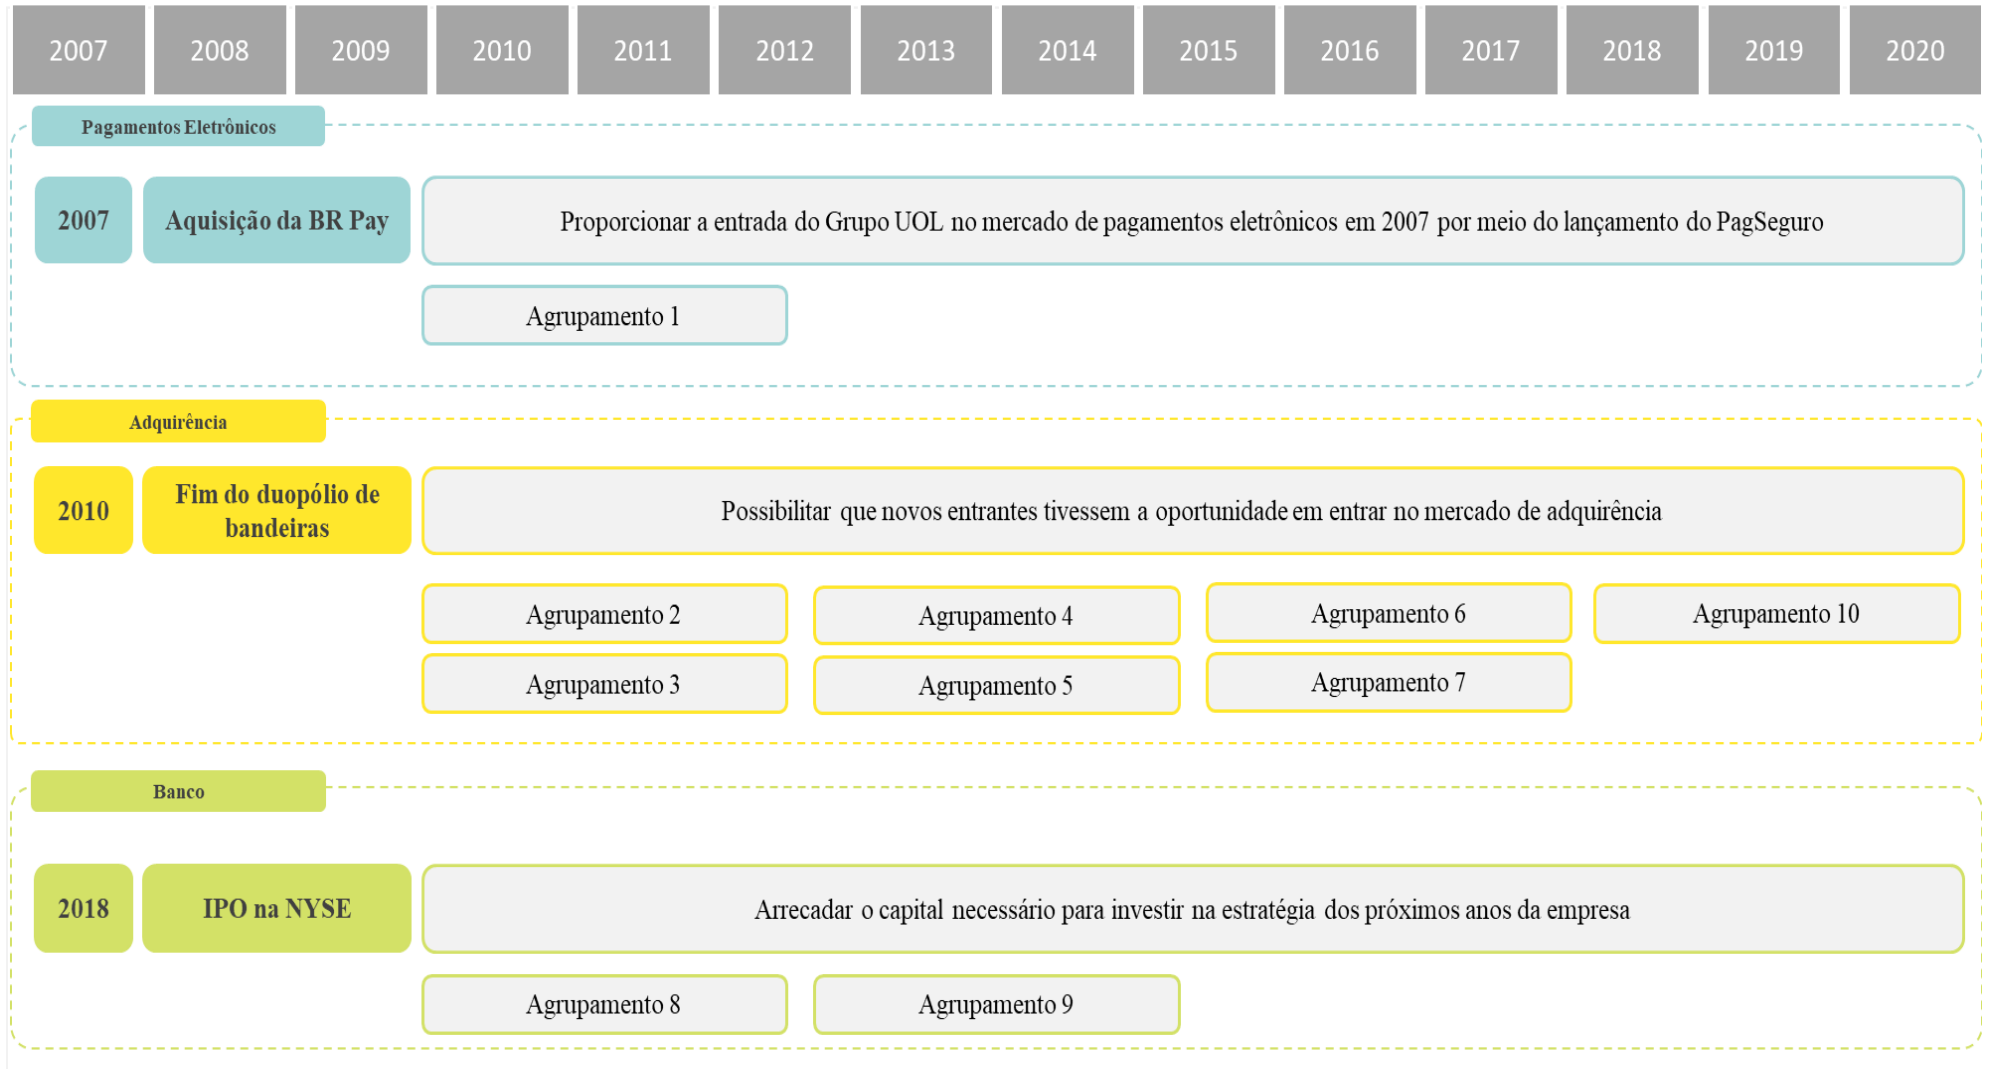 2007 2008 2009 2010 2011 2012 2013 2014 2015 2016 2017 2018 2019 2020
Pagamentos Eletrônicos
2007
Aquisição da BR Pay
Proporcionar a entrada do Grupo UOL no mercado de pagamentos eletrônicos em 2007 por meio do lançamento do PagSeguro
Agrupamento 1
Adquirência
2010
Fim do duopólio de
bandeiras
Possibilitar que novos entrantes tivessem a oportunidade em entrar no mercado de adquirência
Agrupamento 2
Agrupamento 4
Agrupamento 6
Agrupamento 10
Agrupamento 3
Agrupamento 5
Agrupamento 7
Banco
2018
IPO na NYSE
Arrecadar o capital necessário para investir na estratégia dos próximos anos da empresa
Agrupamento 8
Agrupamento 9